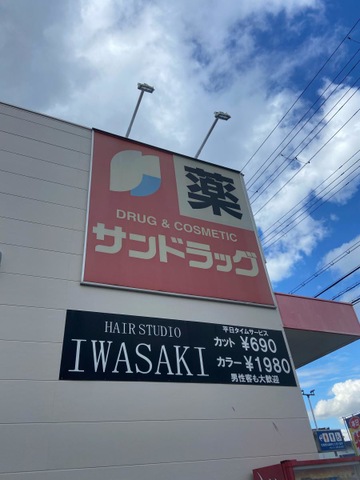 薬
DRUG & COSMETIC
サンドラッグ
HAIR STUDIO
IWASAKI
平日タイムサービス
カット ¥690
カラー ¥1980
男性客も大歓迎